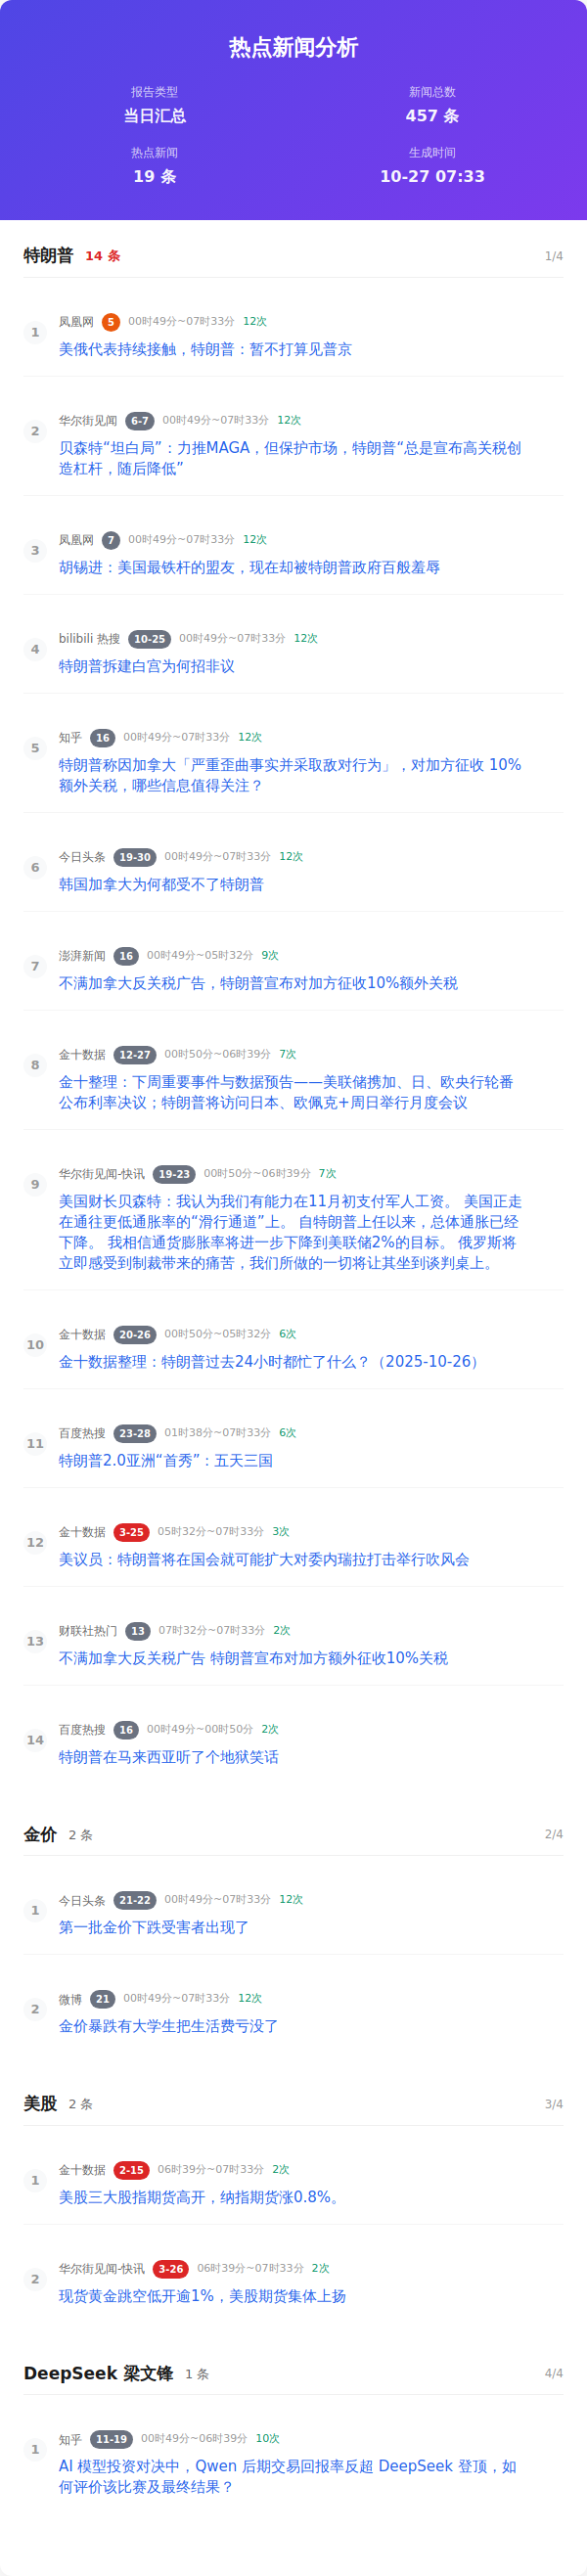 热点新闻分析
报告类型
当日汇总
新闻总数
457 条
热点新闻
19 条
生成时间
10-27 07:33
特朗普 14 条 1/4
1
凤凰网 5 00时49分~07时33分 12次
美俄代表持续接触，特朗普：暂不打算见普京
2
华尔街见闻 6-7 00时49分~07时33分 12次
贝森特“坦白局”：力推MAGA，但保护市场，特朗普“总是宣布高关税创
造杠杆，随后降低”
3
凤凰网 7 00时49分~07时33分 12次
胡锡进：美国最铁杆的盟友，现在却被特朗普政府百般羞辱
4
bilibili 热搜 10-25 00时49分~07时33分 12次
特朗普拆建白宫为何招非议
5
知乎 16 00时49分~07时33分 12次
特朗普称因加拿大「严重歪曲事实并采取敌对行为」，对加方征收 10%
额外关税，哪些信息值得关注？
6
今日头条 19-30 00时49分~07时33分 12次
韩国加拿大为何都受不了特朗普
7
澎湃新闻 16 00时49分~05时32分 9次
不满加拿大反关税广告，特朗普宣布对加方征收10%额外关税
8
金十数据 12-27 00时50分~06时39分 7次
金十整理：下周重要事件与数据预告——美联储携加、日、欧央行轮番
公布利率决议；特朗普将访问日本、欧佩克+周日举行月度会议
9
华尔街见闻-快讯 19-23 00时50分~06时39分 7次
美国财长贝森特：我认为我们有能力在11月初支付军人工资。 美国正走
在通往更低通胀率的“滑行通道”上。 自特朗普上任以来，总体通胀已经
下降。 我相信通货膨胀率将进一步下降到美联储2%的目标。 俄罗斯将
立即感受到制裁带来的痛苦，我们所做的一切将让其坐到谈判桌上。
10
金十数据 20-26 00时50分~05时32分 6次
金十数据整理：特朗普过去24小时都忙了什么？（2025-10-26）
11
百度热搜 23-28 01时38分~07时33分 6次
特朗普2.0亚洲“首秀”：五天三国
12
金十数据 3-25 05时32分~07时33分 3次
美议员：特朗普将在国会就可能扩大对委内瑞拉打击举行吹风会
13
财联社热门 13 07时32分~07时33分 2次
不满加拿大反关税广告 特朗普宣布对加方额外征收10%关税
14
百度热搜 16 00时49分~00时50分 2次
特朗普在马来西亚听了个地狱笑话
金价 2 条 2/4
1
今日头条 21-22 00时49分~07时33分 12次
第一批金价下跌受害者出现了
2
微博 21 00时49分~07时33分 12次
金价暴跌有大学生把生活费亏没了
美股 2 条 3/4
1
金十数据 2-15 06时39分~07时33分 2次
美股三大股指期货高开，纳指期货涨0.8%。
2
华尔街见闻-快讯 3-26 06时39分~07时33分 2次
现货黄金跳空低开逾1%，美股期货集体上扬
DeepSeek 梁文锋 1 条 4/4
1
知乎 11-19 00时49分~06时39分 10次
AI 模型投资对决中，Qwen 后期交易回报率反超 DeepSeek 登顶，如
何评价该比赛及最终结果？